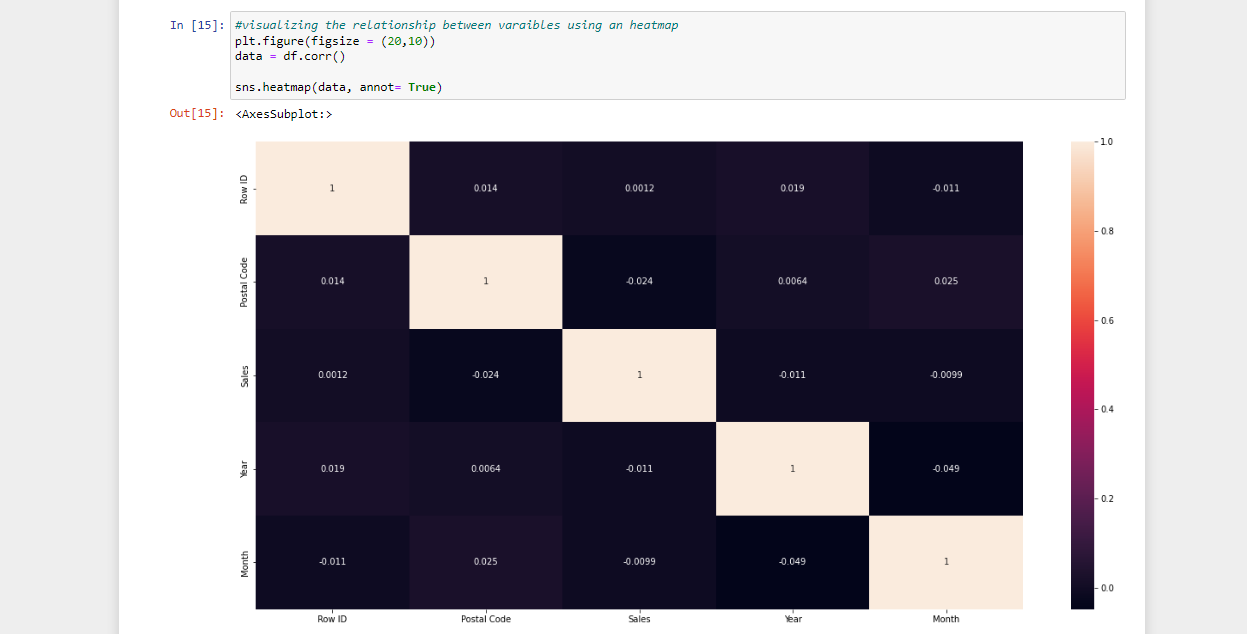 In [15]: #visualizing the relationship between varaibles using an heatmap
plt.figure(figsize = (20,10))
data = df.corr()
sns.heatmap(data, annot= True)
Out[15]: <AxesSubplot:>
Row ID 1 0.014 0.0012 0.019 -0.011
Postal Code 0.014 1 -0.024 0.0064 0.025
Sales 0.0012 -0.024 1 -0.011 -0.0099
Year 0.019 0.0064 -0.011 1 -0.049
Month -0.011 0.025 -0.0099 -0.049 1
Row ID Postal Code Sales Year Month
1.0
0.8
0.6
0.4
0.2
0.0